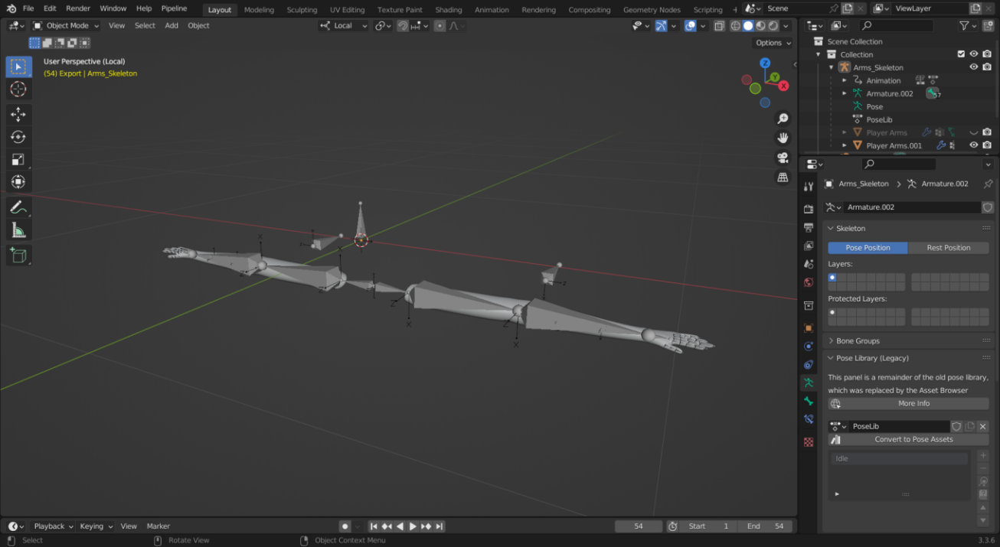 File Edit Render Window Help Pipeline Layout Modeling Sculpting UV Editing Texture Paint Shading Animation Rendering Compositing Geometry Nodes Scripting + Scene ViewLayer
Object Mode View Select Add Object Local
Options
User Perspective (Local)
(54) Export | Arms_Skeleton
Z
Y
X
X
Z
X
Z
Z
X
Z
X
Z
Scene Collection
Collection
Arms_Skeleton
Animation
Armature.002 57
Pose
PoseLib
Player Arms
Player Arms.001
Arms_Skeleton > Armature.002
Armature.002
Skeleton
Pose Position Rest Position
Layers:
Protected Layers:
Bone Groups
Pose Library (Legacy)
This panel is a remainder of the old pose library,
which was replaced by the Asset Browser
More Info
PoseLib
Convert to Pose Assets
Idle
Playback Keying View Marker 54 Start 1 End 54
Select Rotate View Object Context Menu 3.3.6